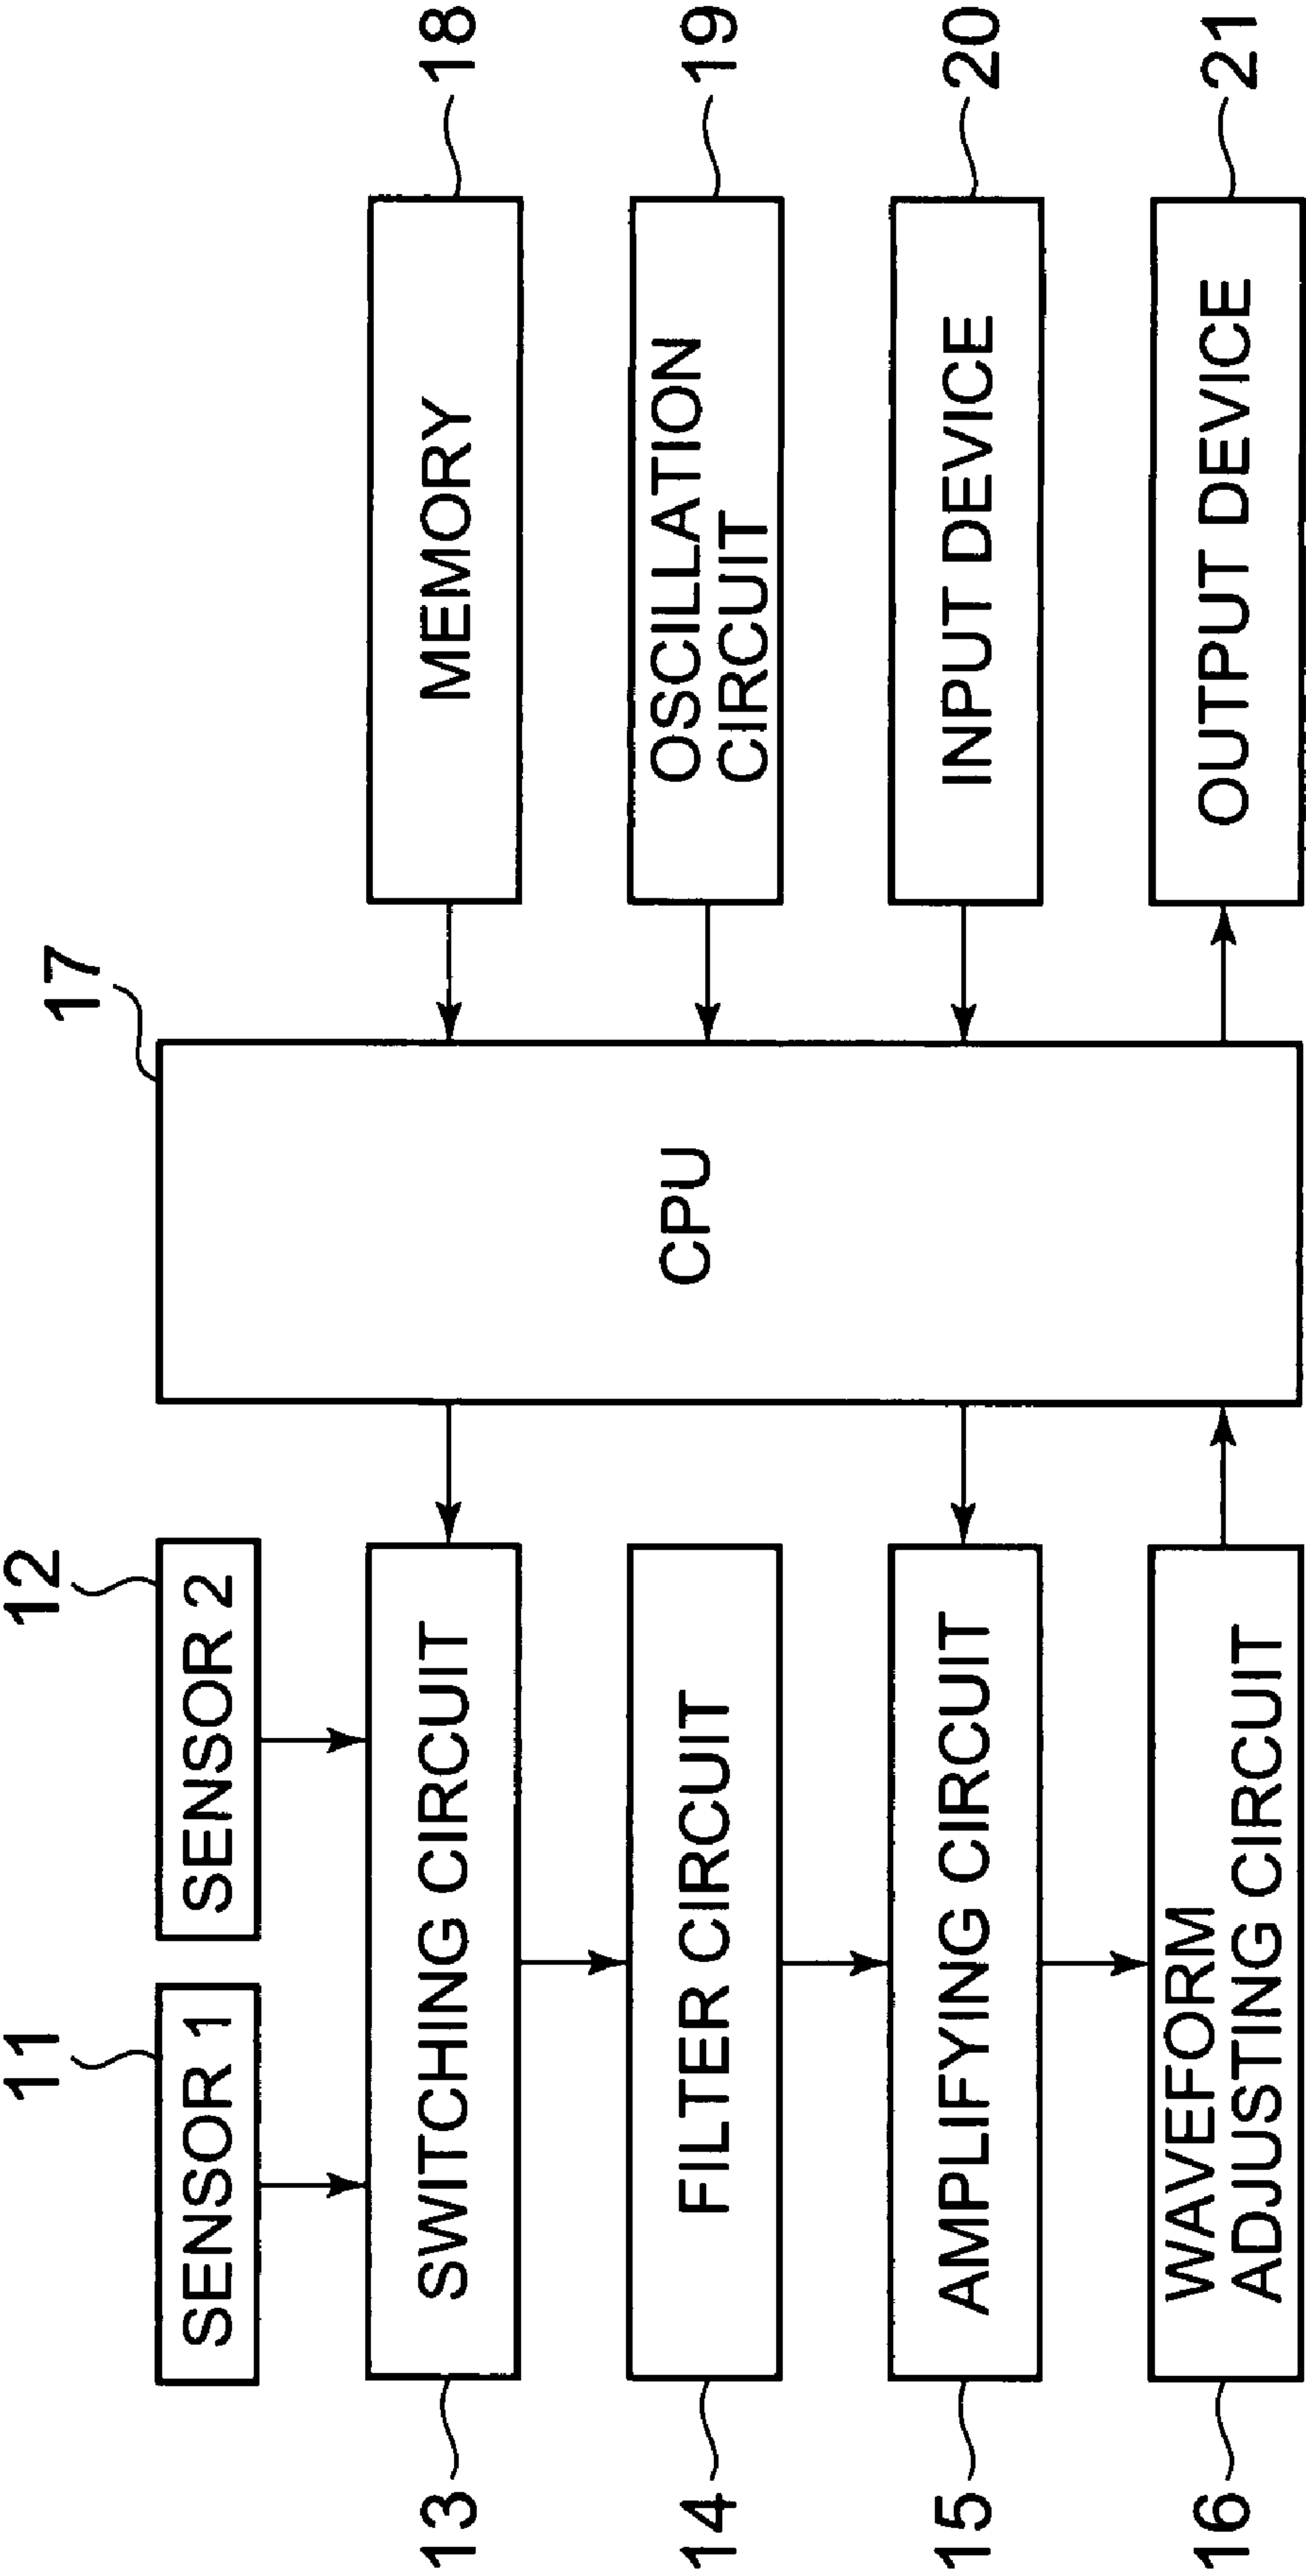 11
12
17
SENSOR 1
SENSOR 2
13
SWITCHING CIRCUIT
MEMORY
18
14
FILTER CIRCUIT
CPU
OSCILLATION
CIRCUIT
19
15
AMPLIFYING CIRCUIT
INPUT DEVICE
20
16
WAVEFORM
ADJUSTING CIRCUIT
OUTPUT DEVICE
21